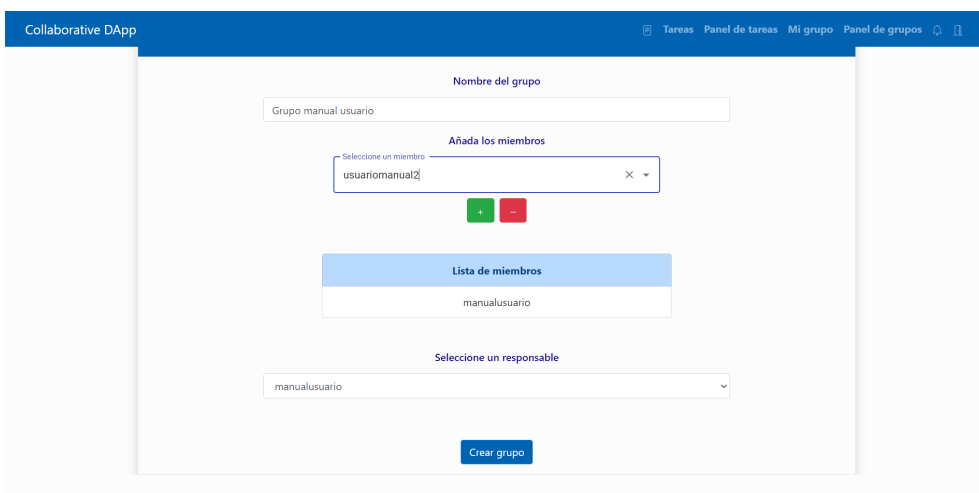 Collaborative DApp Tareas Panel de tareas Mi grupo Panel de grupos
Nombre del grupo
Grupo manual usuario
Añada los miembros
Seleccione un miembro
usuariomanual2
+ −
Lista de miembros
manualusuario
Seleccione un responsable
manualusuario
Crear grupo